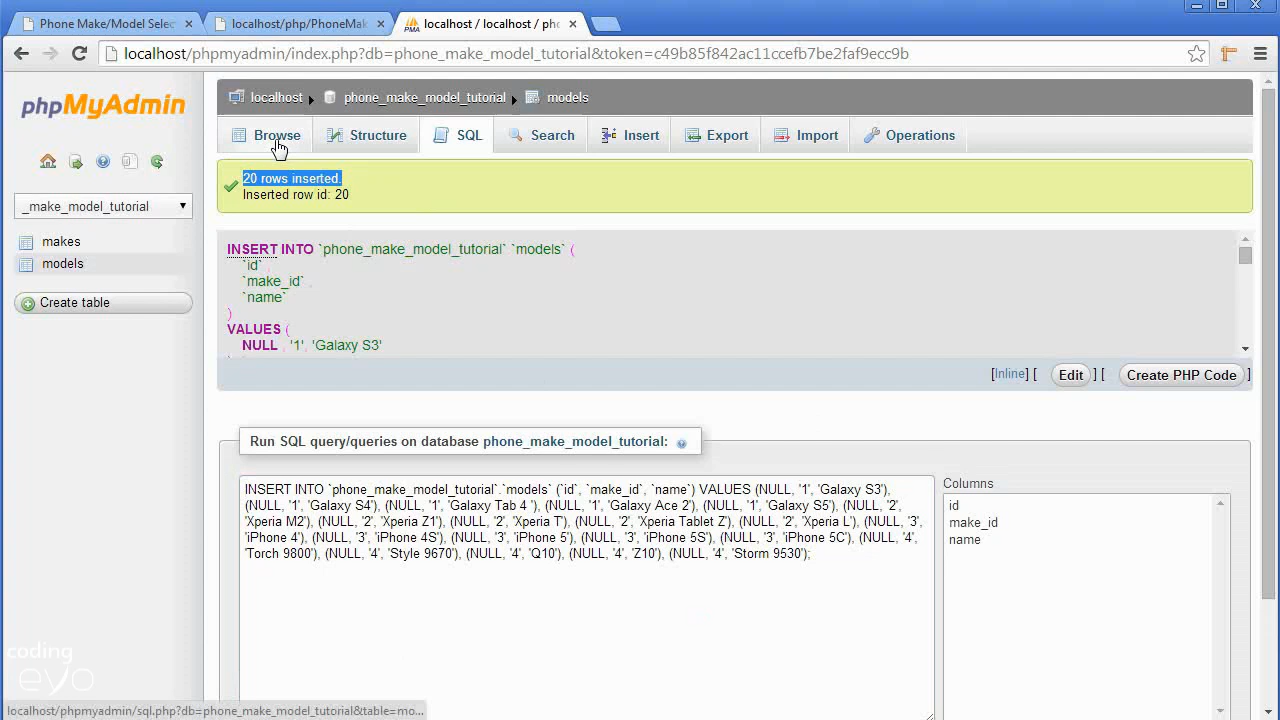 Phone Make/Model Selec
localhost/php/PhoneMak
localhost / localhost / pho
localhost/phpmyadmin/index.php?db=phone_make_model_tutorial&token=c49b85f842ac11ccefb7be2faf9ecc9b
phpMyAdmin
localhost
phone_make_model_tutorial
models
Browse
Structure
SQL
Search
Insert
Export
Import
Operations
_make_model_tutorial
makes
models
Create table
20 rows inserted.
Inserted row id: 20
INSERT INTO `phone_make_model_tutorial` `models` (
`id` ,
`make_id` ,
`name`
)
VALUES (
NULL , '1', 'Galaxy S3'
[Inline] [ Edit ] [ Create PHP Code ]
Run SQL query/queries on database phone_make_model_tutorial:
INSERT INTO `phone_make_model_tutorial`.`models` (`id`, `make_id`, `name`) VALUES (NULL, '1', 'Galaxy S3'),
(NULL, '1', 'Galaxy S4'), (NULL, '1', 'Galaxy Tab 4 '), (NULL, '1', 'Galaxy Ace 2'), (NULL, '1', 'Galaxy S5'), (NULL, '2',
'Xperia M2'), (NULL, '2', 'Xperia Z1'), (NULL, '2', 'Xperia T'), (NULL, '2', 'Xperia Tablet Z'), (NULL, '2', 'Xperia L'), (NULL, '3',
'iPhone 4'), (NULL, '3', 'iPhone 4S'), (NULL, '3', 'iPhone 5'), (NULL, '3', 'iPhone 5S'), (NULL, '3', 'iPhone 5C'), (NULL, '4',
'Torch 9800'), (NULL, '4', 'Style 9670'), (NULL, '4', 'Q10'), (NULL, '4', 'Z10'), (NULL, '4', 'Storm 9530');
Columns
id
make_id
name
coding
evo
localhost/phpmyadmin/sql.php?db=phone_make_model_tutorial&table=mo...